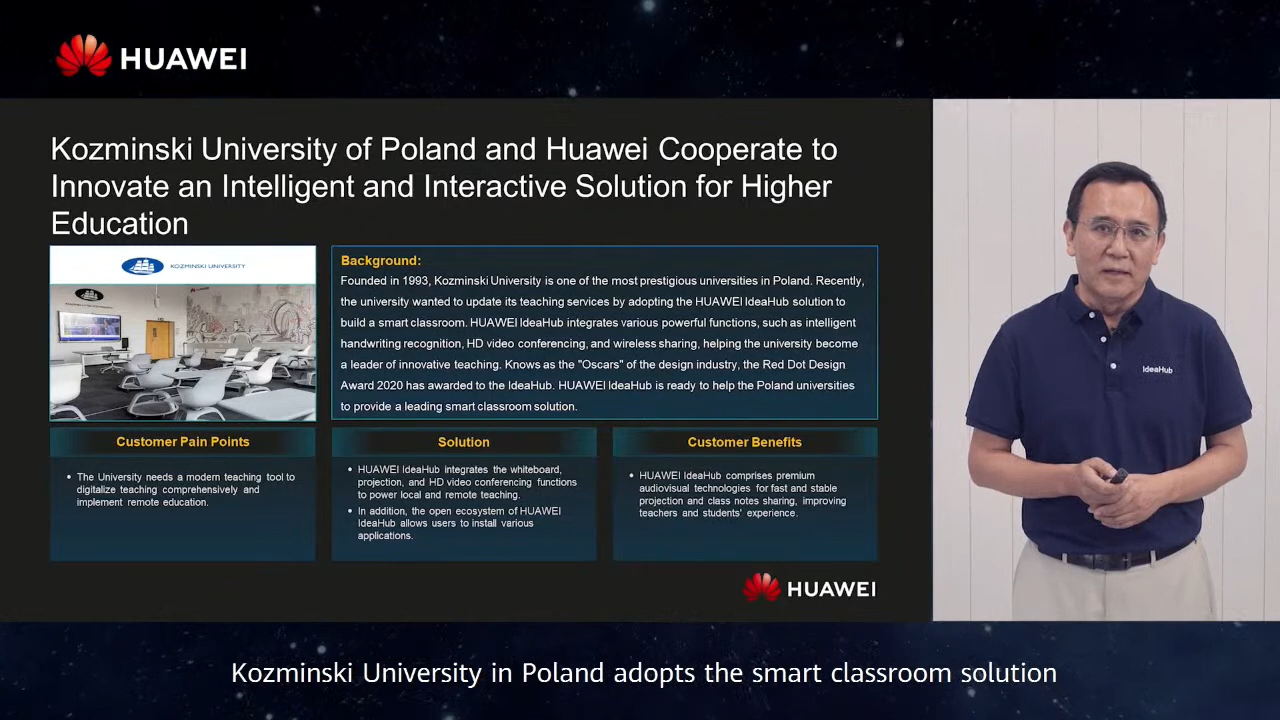 HUAWEI
Kozminski University of Poland and Huawei Cooperate to
Innovate an Intelligent and Interactive Solution for Higher
Education
KOZMINSKI UNIVERSITY
Background:
Founded in 1993, Kozminski University is one of the most prestigious universities in Poland. Recently,
the university wanted to update its teaching services by adopting the HUAWEI IdeaHub solution to
build a smart classroom. HUAWEI IdeaHub integrates various powerful functions, such as intelligent
handwriting recognition, HD video conferencing, and wireless sharing, helping the university become
a leader of innovative teaching. Knows as the "Oscars" of the design industry, the Red Dot Design
Award 2020 has awarded to the IdeaHub. HUAWEI IdeaHub is ready to help the Poland universities
to provide a leading smart classroom solution.
Customer Pain Points
• The University needs a modern teaching tool to
digitalize teaching comprehensively and
implement remote education.
Solution
• HUAWEI IdeaHub integrates the whiteboard,
projection, and HD video conferencing functions
to power local and remote teaching.
• In addition, the open ecosystem of HUAWEI
IdeaHub allows users to install various
applications.
Customer Benefits
• HUAWEI IdeaHub comprises premium
audiovisual technologies for fast and stable
projection and class notes sharing, improving
teachers and students' experience.
HUAWEI
IdeaHub
Kozminski University in Poland adopts the smart classroom solution